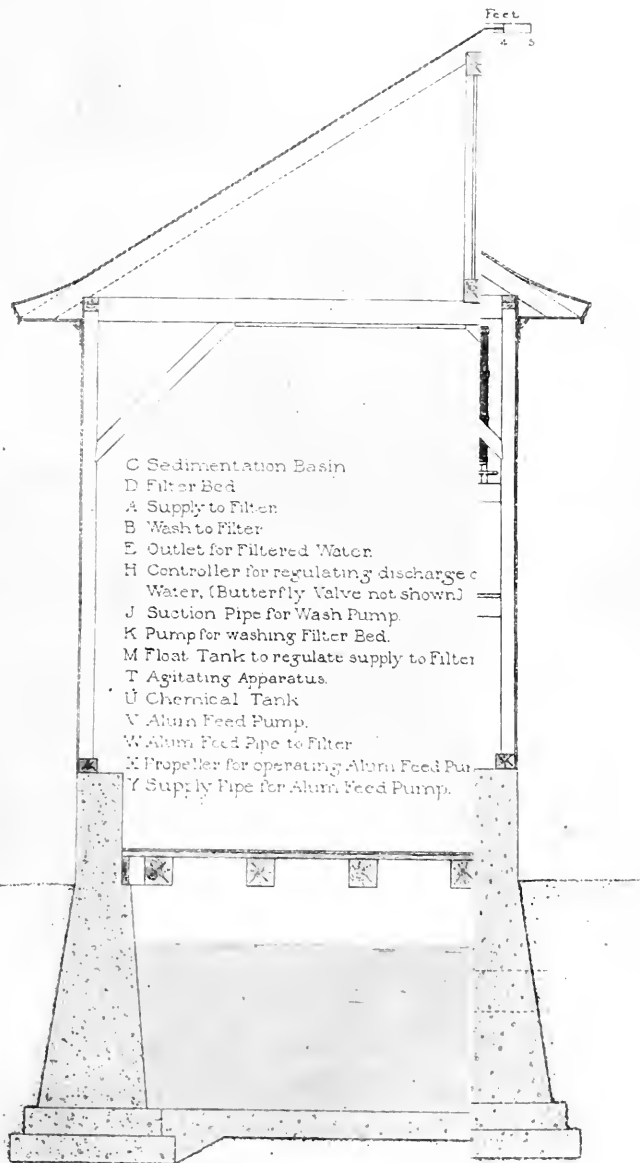 Feet
4 5
C Sedimentation Basin
D Filter Bed
A Supply to Filter.
B Wash to Filter
E Outlet for Filtered Water.
H Controller for regulating discharge
Water, (Butterfly Valve not shown)
J Suction Pipe for Wash Pump.
K Pump for washing Filter Bed.
M Float Tank to regulate supply to Filter
T Agitating Apparatus.
U Chemical Tank
V Alum Feed Pump.
W Alum Feed Pipe to Filter
X Propeller for operating Alum Feed
Y Supply Pipe for Alum Feed Pump.